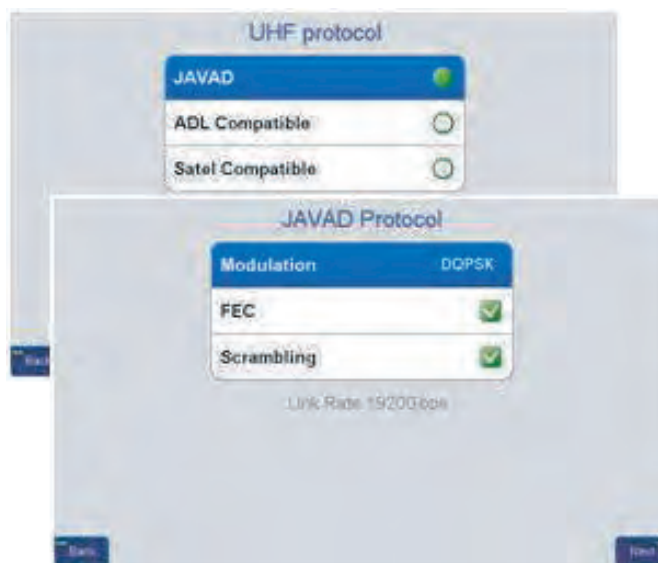 UHF protocol
JAVAD
ADL Compatible
Satel Compatible
Back
JAVAD Protocol
Modulation DQPSK
FEC
Scrambling
Link Rate 19200 bps
Back Next